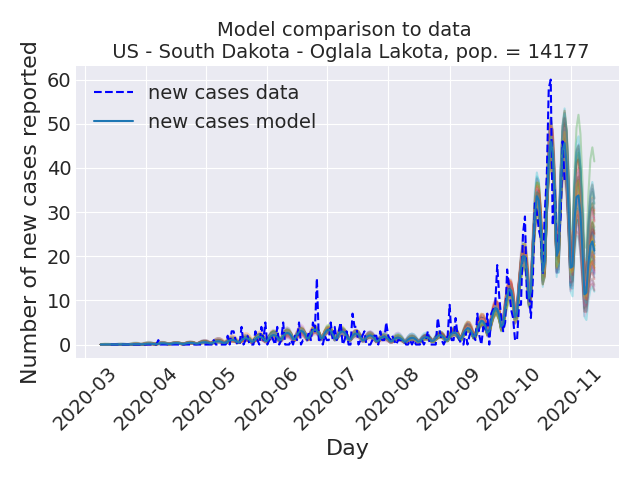 Model comparison to data
US - South Dakota - Oglala Lakota, pop. = 14177
Number of new cases reported
60
50
40
30
20
10
0
new cases data
new cases model
2020-03
2020-04
2020-05
2020-06
2020-07
2020-08
2020-09
2020-10
2020-11
Day